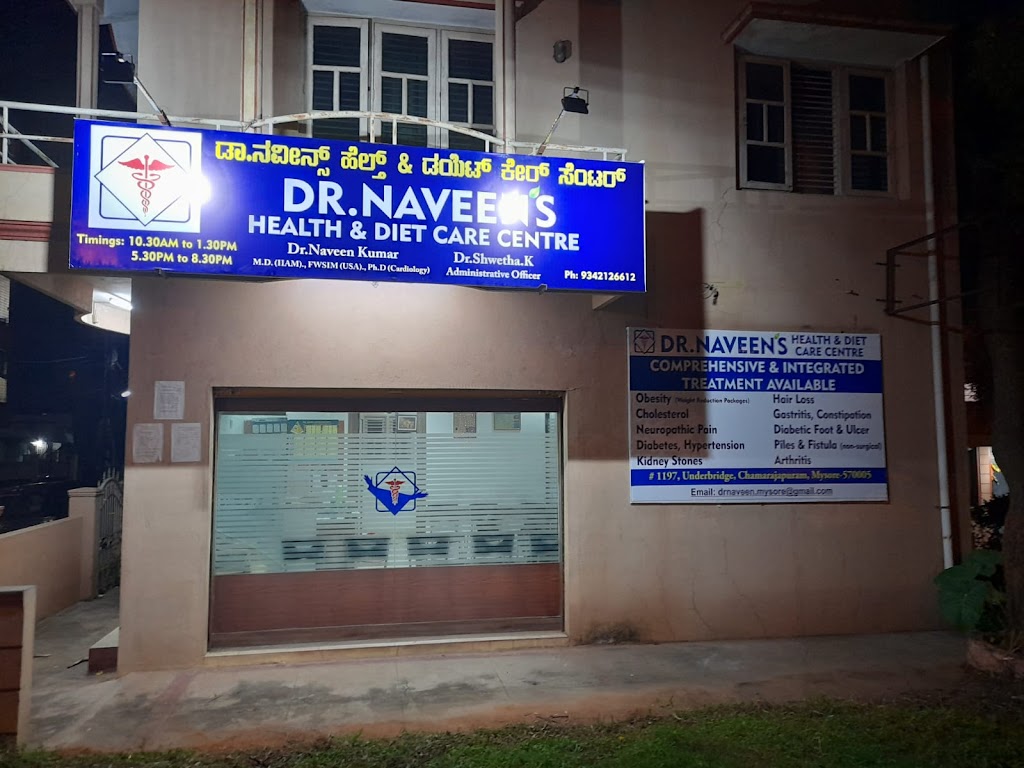 ಡಾ.ನವೀನ್ಸ್ ಹೆಲ್ತ್ & ಡಯಟ್ ಕೇರ್ ಸೆಂಟರ್
DR.NAVEEN'S
HEALTH & DIET CARE CENTRE
Timings: 10.30AM to 1.30PM
5.30PM to 8.30PM
Dr.Naveen Kumar
M.D. (IIAM)., FWSIM (USA)., Ph.D (Cardiology)
Dr.Shwetha.K
Administrative Officer
Ph: 9342126612
DR.NAVEEN'S HEALTH & DIET
CARE CENTRE
COMPREHENSIVE & INTEGRATED
TREATMENT AVAILABLE
Obesity (Weight Reduction Packages) Hair Loss
Cholesterol Gastritis, Constipation
Neuropathic Pain Diabetic Foot & Ulcer
Diabetes, Hypertension Piles & Fistula (non-surgical)
Kidney Stones Arthritis
# 1197, Underbridge, Chamarajapuram, Mysore-570005
Email: drnaveen.mysore@gmail.com